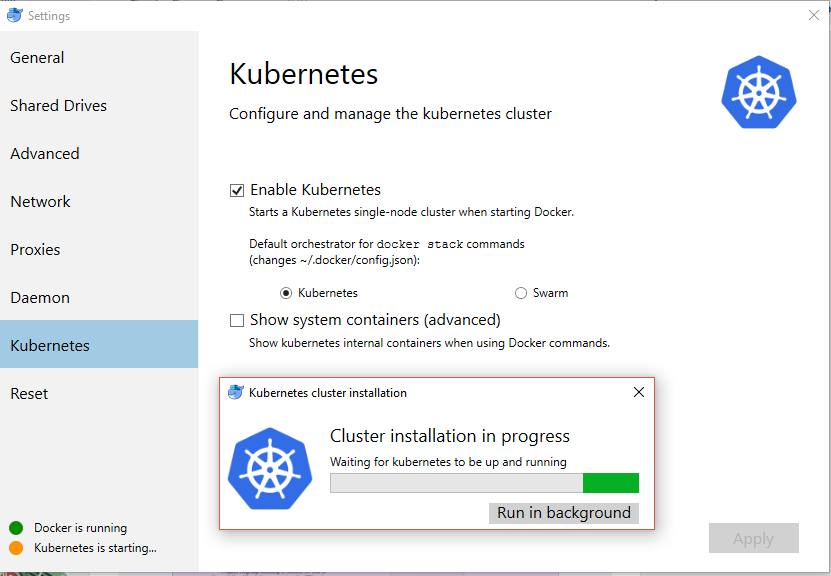 Settings
General
Shared Drives
Advanced
Network
Proxies
Daemon
Kubernetes
Reset
Docker is running
Kubernetes is starting...
Kubernetes
Configure and manage the kubernetes cluster
Enable Kubernetes
Starts a Kubernetes single-node cluster when starting Docker.
Default orchestrator for docker stack commands
(changes ~/.docker/config.json):
Kubernetes
Swarm
Show system containers (advanced)
Show kubernetes internal containers when using Docker commands.
Kubernetes cluster installation
Cluster installation in progress
Waiting for kubernetes to be up and running
Run in background
Apply